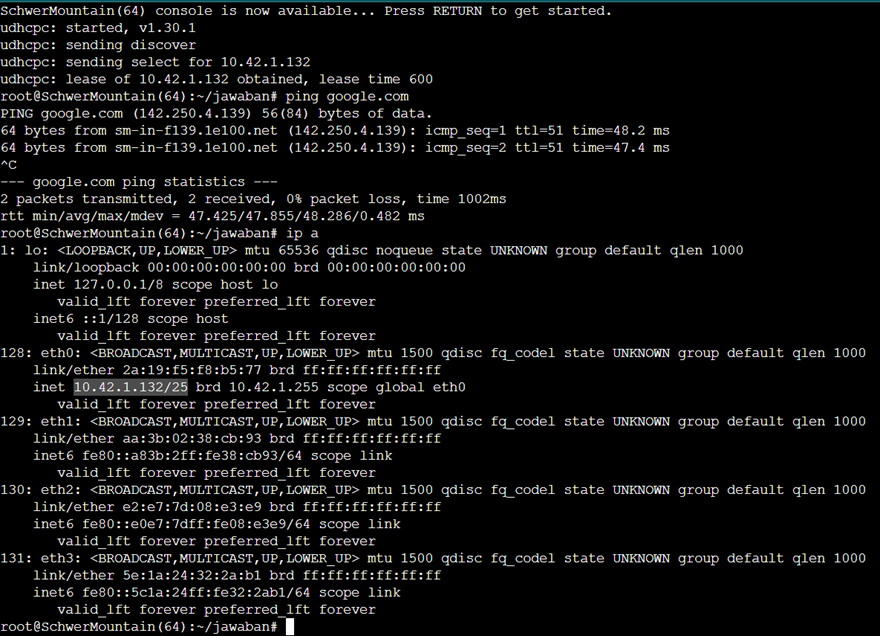 SchwerMountain(64) console is now available... Press RETURN to get started.
udhcpc: started, v1.30.1
udhcpc: sending discover
udhcpc: sending select for 10.42.1.132
udhcpc: lease of 10.42.1.132 obtained, lease time 600
root@SchwerMountain(64):~/jawaban# ping google.com
PING google.com (142.250.4.139) 56(84) bytes of data.
64 bytes from sm-in-f139.1e100.net (142.250.4.139): icmp_seq=1 ttl=51 time=48.2 ms
64 bytes from sm-in-f139.1e100.net (142.250.4.139): icmp_seq=2 ttl=51 time=47.4 ms
^C
--- google.com ping statistics ---
2 packets transmitted, 2 received, 0% packet loss, time 1002ms
rtt min/avg/max/mdev = 47.425/47.855/48.286/0.482 ms
root@SchwerMountain(64):~/jawaban# ip a
1: lo: <LOOPBACK,UP,LOWER_UP> mtu 65536 qdisc noqueue state UNKNOWN group default qlen 1000
    link/loopback 00:00:00:00:00:00 brd 00:00:00:00:00:00
    inet 127.0.0.1/8 scope host lo
       valid_lft forever preferred_lft forever
    inet6 ::1/128 scope host
       valid_lft forever preferred_lft forever
128: eth0: <BROADCAST,MULTICAST,UP,LOWER_UP> mtu 1500 qdisc fq_codel state UNKNOWN group default qlen 1000
    link/ether 2a:19:f5:f8:b5:77 brd ff:ff:ff:ff:ff:ff
    inet 10.42.1.132/25 brd 10.42.1.255 scope global eth0
       valid_lft forever preferred_lft forever
129: eth1: <BROADCAST,MULTICAST,UP,LOWER_UP> mtu 1500 qdisc fq_codel state UNKNOWN group default qlen 1000
    link/ether aa:3b:02:38:cb:93 brd ff:ff:ff:ff:ff:ff
    inet6 fe80::a83b:2ff:fe38:cb93/64 scope link
       valid_lft forever preferred_lft forever
130: eth2: <BROADCAST,MULTICAST,UP,LOWER_UP> mtu 1500 qdisc fq_codel state UNKNOWN group default qlen 1000
    link/ether e2:e7:7d:08:e3:e9 brd ff:ff:ff:ff:ff:ff
    inet6 fe80::e0e7:7dff:fe08:e3e9/64 scope link
       valid_lft forever preferred_lft forever
131: eth3: <BROADCAST,MULTICAST,UP,LOWER_UP> mtu 1500 qdisc fq_codel state UNKNOWN group default qlen 1000
    link/ether 5e:1a:24:32:2a:b1 brd ff:ff:ff:ff:ff:ff
    inet6 fe80::5c1a:24ff:fe32:2ab1/64 scope link
       valid_lft forever preferred_lft forever
root@SchwerMountain(64):~/jawaban#